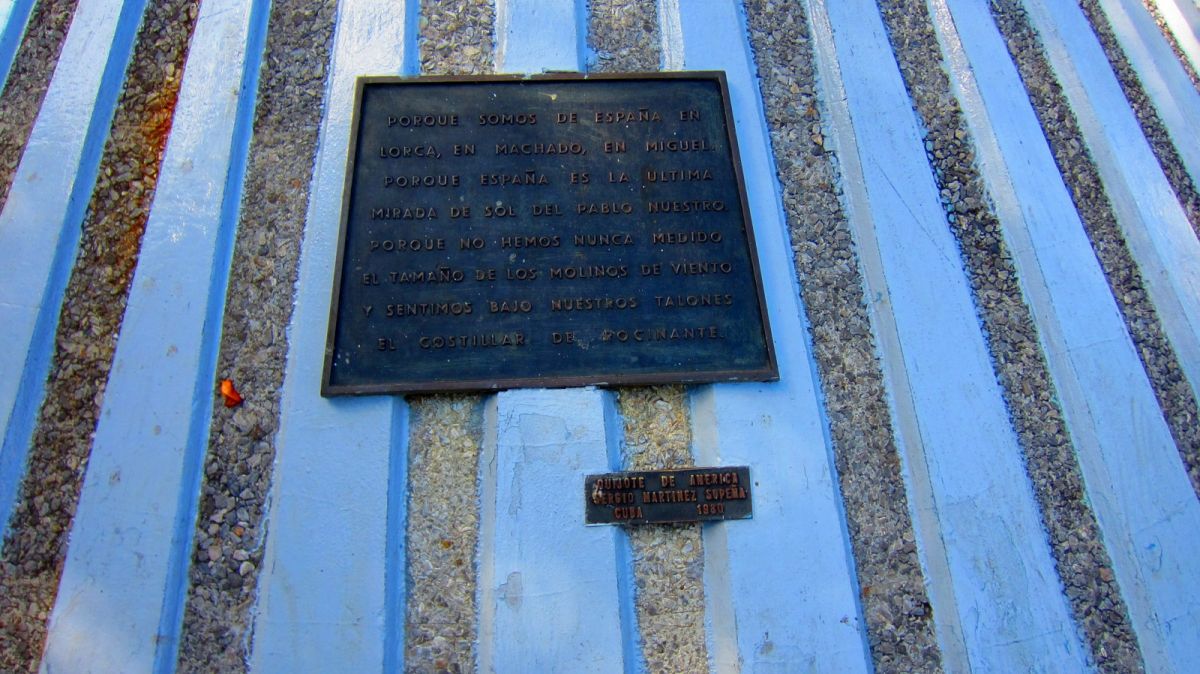 PORQUE SOMOS DE ESPAÑA EN
LORCA, EN MACHADO, EN MIGUEL.
PORQUE ESPAÑA ES LA ULTIMA
MIRADA DE SOL DEL PABLO NUESTRO.
PORQUE NO HEMOS NUNCA MEDIDO
EL TAMAÑO DE LOS MOLINOS DE VIENTO
Y SENTIMOS BAJO NUESTROS TALONES
EL COSTILLAR DE ROCINANTE.
QUIJOTE DE AMERICA
SERGIO MARTINEZ SOPEÑA
CUBA 1980